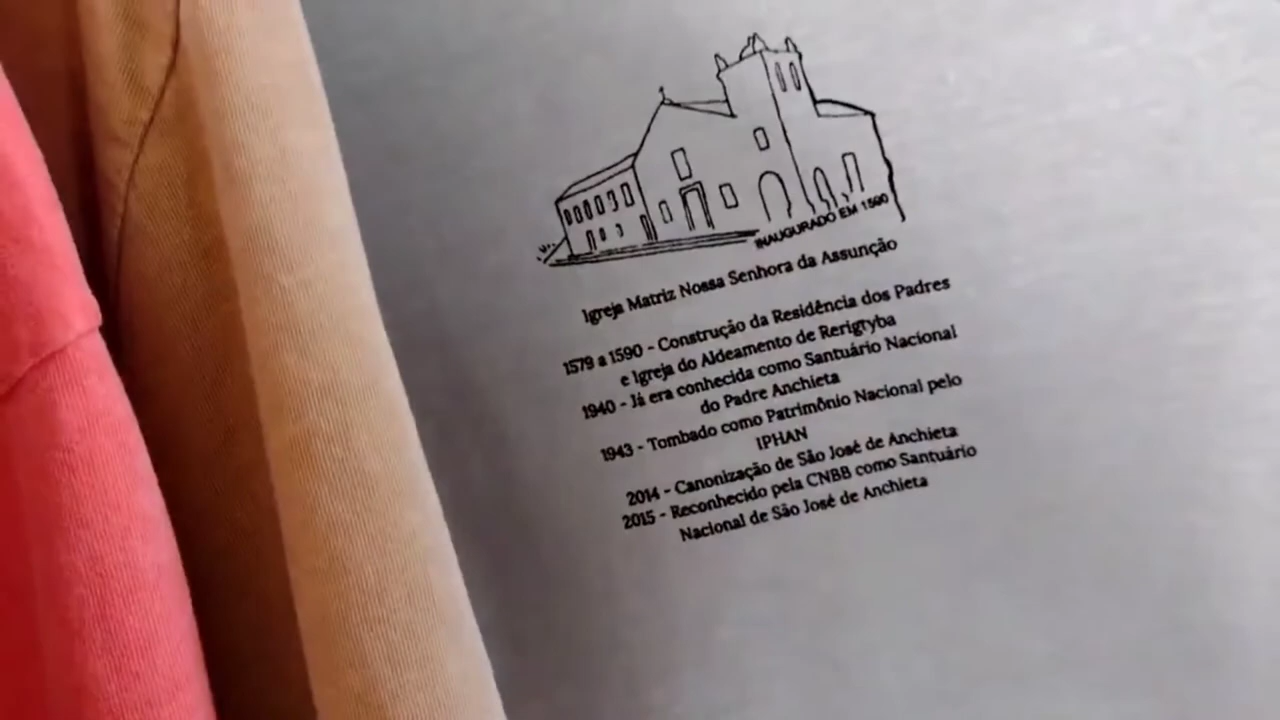 INAUGURADO EM 1590
Igreja Matriz Nossa Senhora da Assunção
1579 a 1590 - Construção da Residência dos Padres
e Igreja do Aldeamento de Rerigtyba
1940 - Já era conhecida como Santuário Nacional
do Padre Anchieta
1943 - Tombado como Patrimônio Nacional pelo
IPHAN
2014 - Canonização de São José de Anchieta
2015 - Reconhecido pela CNBB como Santuário
Nacional de São José de Anchieta